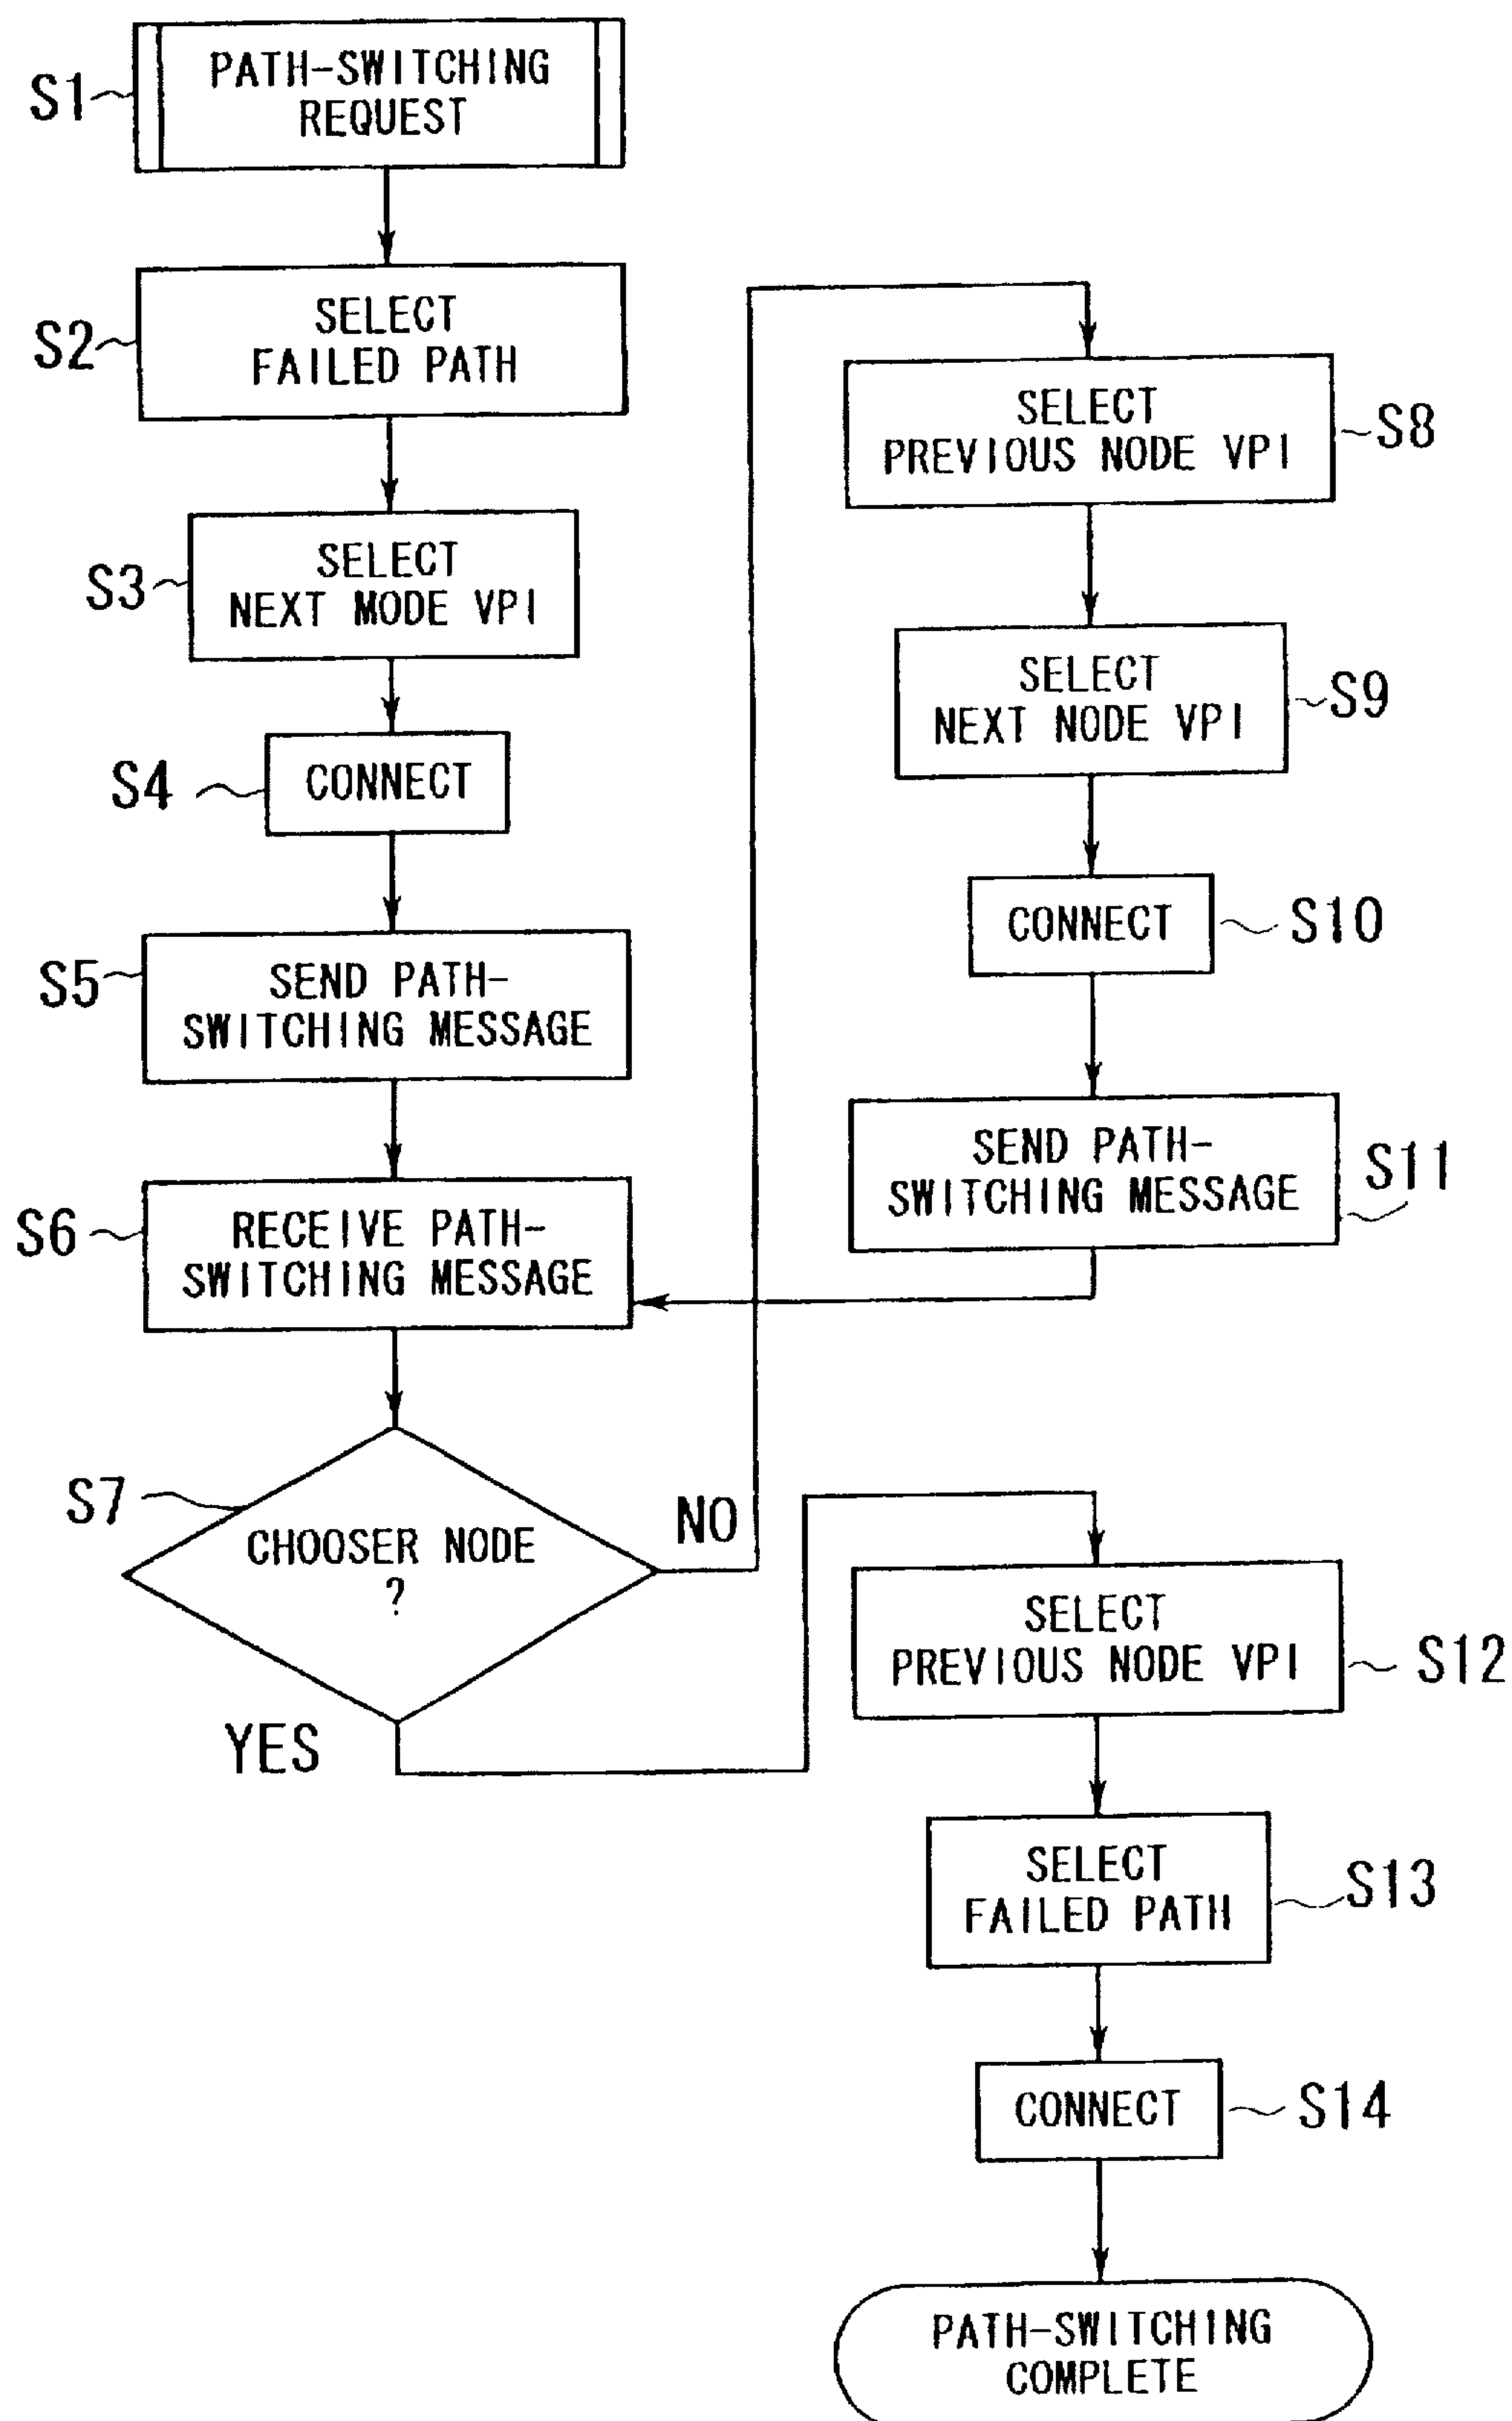 S1
PATH-SWITCHING
REQUEST
S2
SELECT
FAILED PATH
S3
SELECT
NEXT MODE VPI
S4
CONNECT
S5
SEND PATH-
SWITCHING MESSAGE
S6
RECEIVE PATH-
SWITCHING MESSAGE
S7
CHOOSER NODE
?
NO
YES
SELECT
PREVIOUS NODE VPI
S8
SELECT
NEXT NODE VPI
S9
CONNECT
S10
SEND PATH-
SWITCHING MESSAGE
S11
SELECT
PREVIOUS NODE VPI
S12
SELECT
FAILED PATH
S13
CONNECT
S14
PATH-SWITCHING
COMPLETE